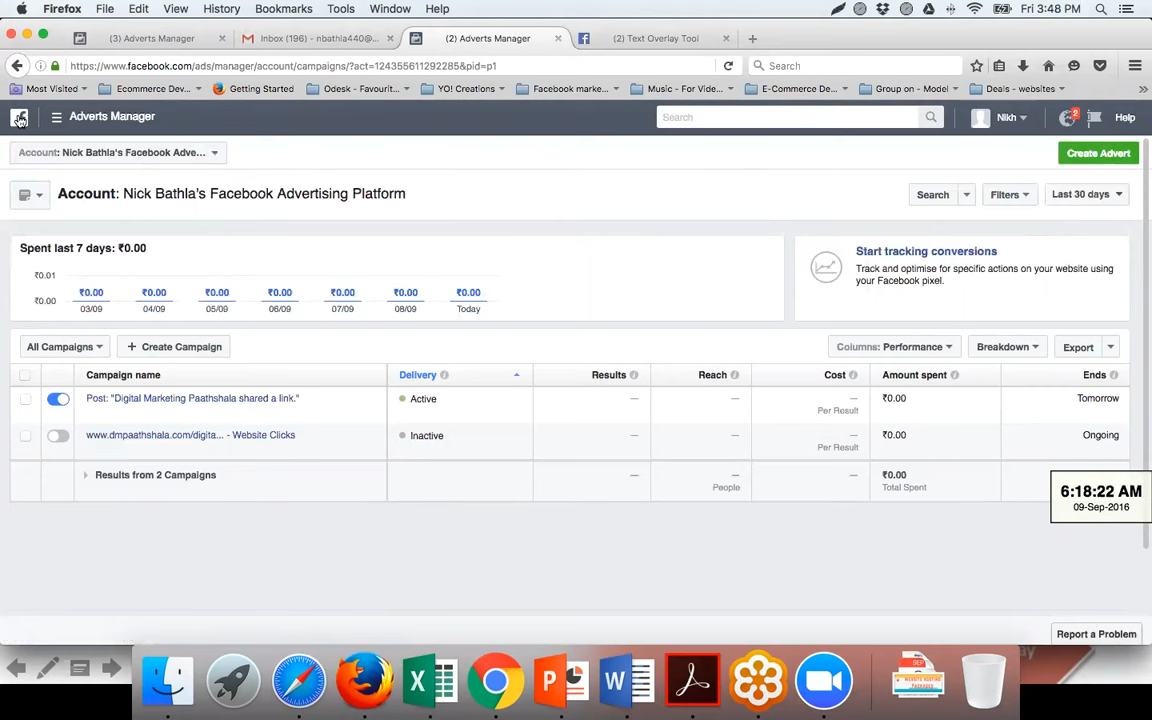 Firefox File Edit View History Bookmarks Tools Window Help Fri 3:48 PM
(3) Adverts Manager Inbox (196) - nbathla440@... (2) Adverts Manager (2) Text Overlay Tool
https://www.facebook.com/ads/manager/account/campaigns/?act=124355611292285&pid=p1 Search
Most Visited Ecommerce Dev... Getting Started Odesk - Favourit... YO! Creations Facebook marke... Music - For Vide... E-Commerce De... Group on - Model Deals - websites
Adverts Manager Search Nikh 2 Help
Account: Nick Bathla's Facebook Adve... Create Advert
Account: Nick Bathla's Facebook Advertising Platform Search Filters Last 30 days
Spent last 7 days: ₹0.00
₹0.01
₹0.00
₹0.00 ₹0.00 ₹0.00 ₹0.00 ₹0.00 ₹0.00 ₹0.00
03/09 04/09 05/09 06/09 07/09 08/09 Today
Start tracking conversions
Track and optimise for specific actions on your website using
your Facebook pixel.
All Campaigns + Create Campaign Columns: Performance Breakdown Export
Campaign name Delivery Results Reach Cost Amount spent Ends
Post: "Digital Marketing Paathshala shared a link." Active — — — ₹0.00 Tomorrow
Per Result
www.dmpaathshala.com/digita... - Website Clicks Inactive — — — ₹0.00 Ongoing
Per Result
Results from 2 Campaigns — — — ₹0.00
People Total Spent
6:18:22 AM
09-Sep-2016
Report a Problem
SEP
WEBSITE HOSTING
PACKAGES